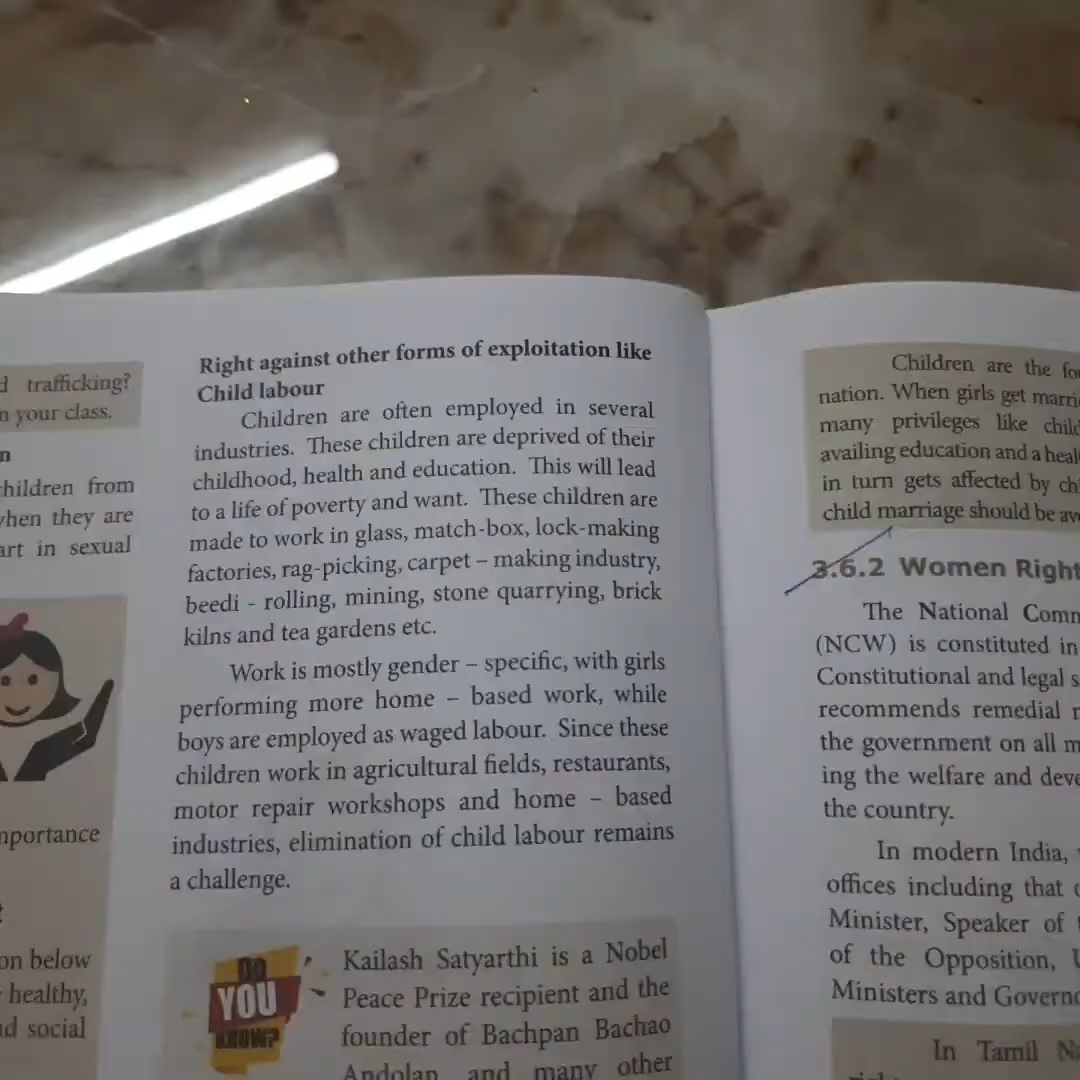 trafficking?
your class.
children from
when they are
in sexual
importance
on below
healthy,
social
Right against other forms of exploitation like
Child labour
Children are often employed in several
industries. These children are deprived of their
childhood, health and education. This will lead
to a life of poverty and want. These children are
made to work in glass, match-box, lock-making
factories, rag-picking, carpet – making industry,
beedi - rolling, mining, stone quarrying, brick
kilns and tea gardens etc.
Work is mostly gender – specific, with girls
performing more home – based work, while
boys are employed as waged labour. Since these
children work in agricultural fields, restaurants,
motor repair workshops and home – based
industries, elimination of child labour remains
a challenge.
DO
YOU
KNOW?
Kailash Satyarthi is a Nobel
Peace Prize recipient and the
founder of Bachpan Bachao
Andolan, and many other
Children are the
nation. When girls get
many privileges like
availing education and a
in turn gets affected by
child marriage should be
3.6.2 Women Right
The National
(NCW) is constituted in
Constitutional and legal
recommends remedial
the government on all
ing the welfare and
the country.
In modern India,
offices including that
Minister, Speaker of
of the Opposition,
Ministers and
In Tamil